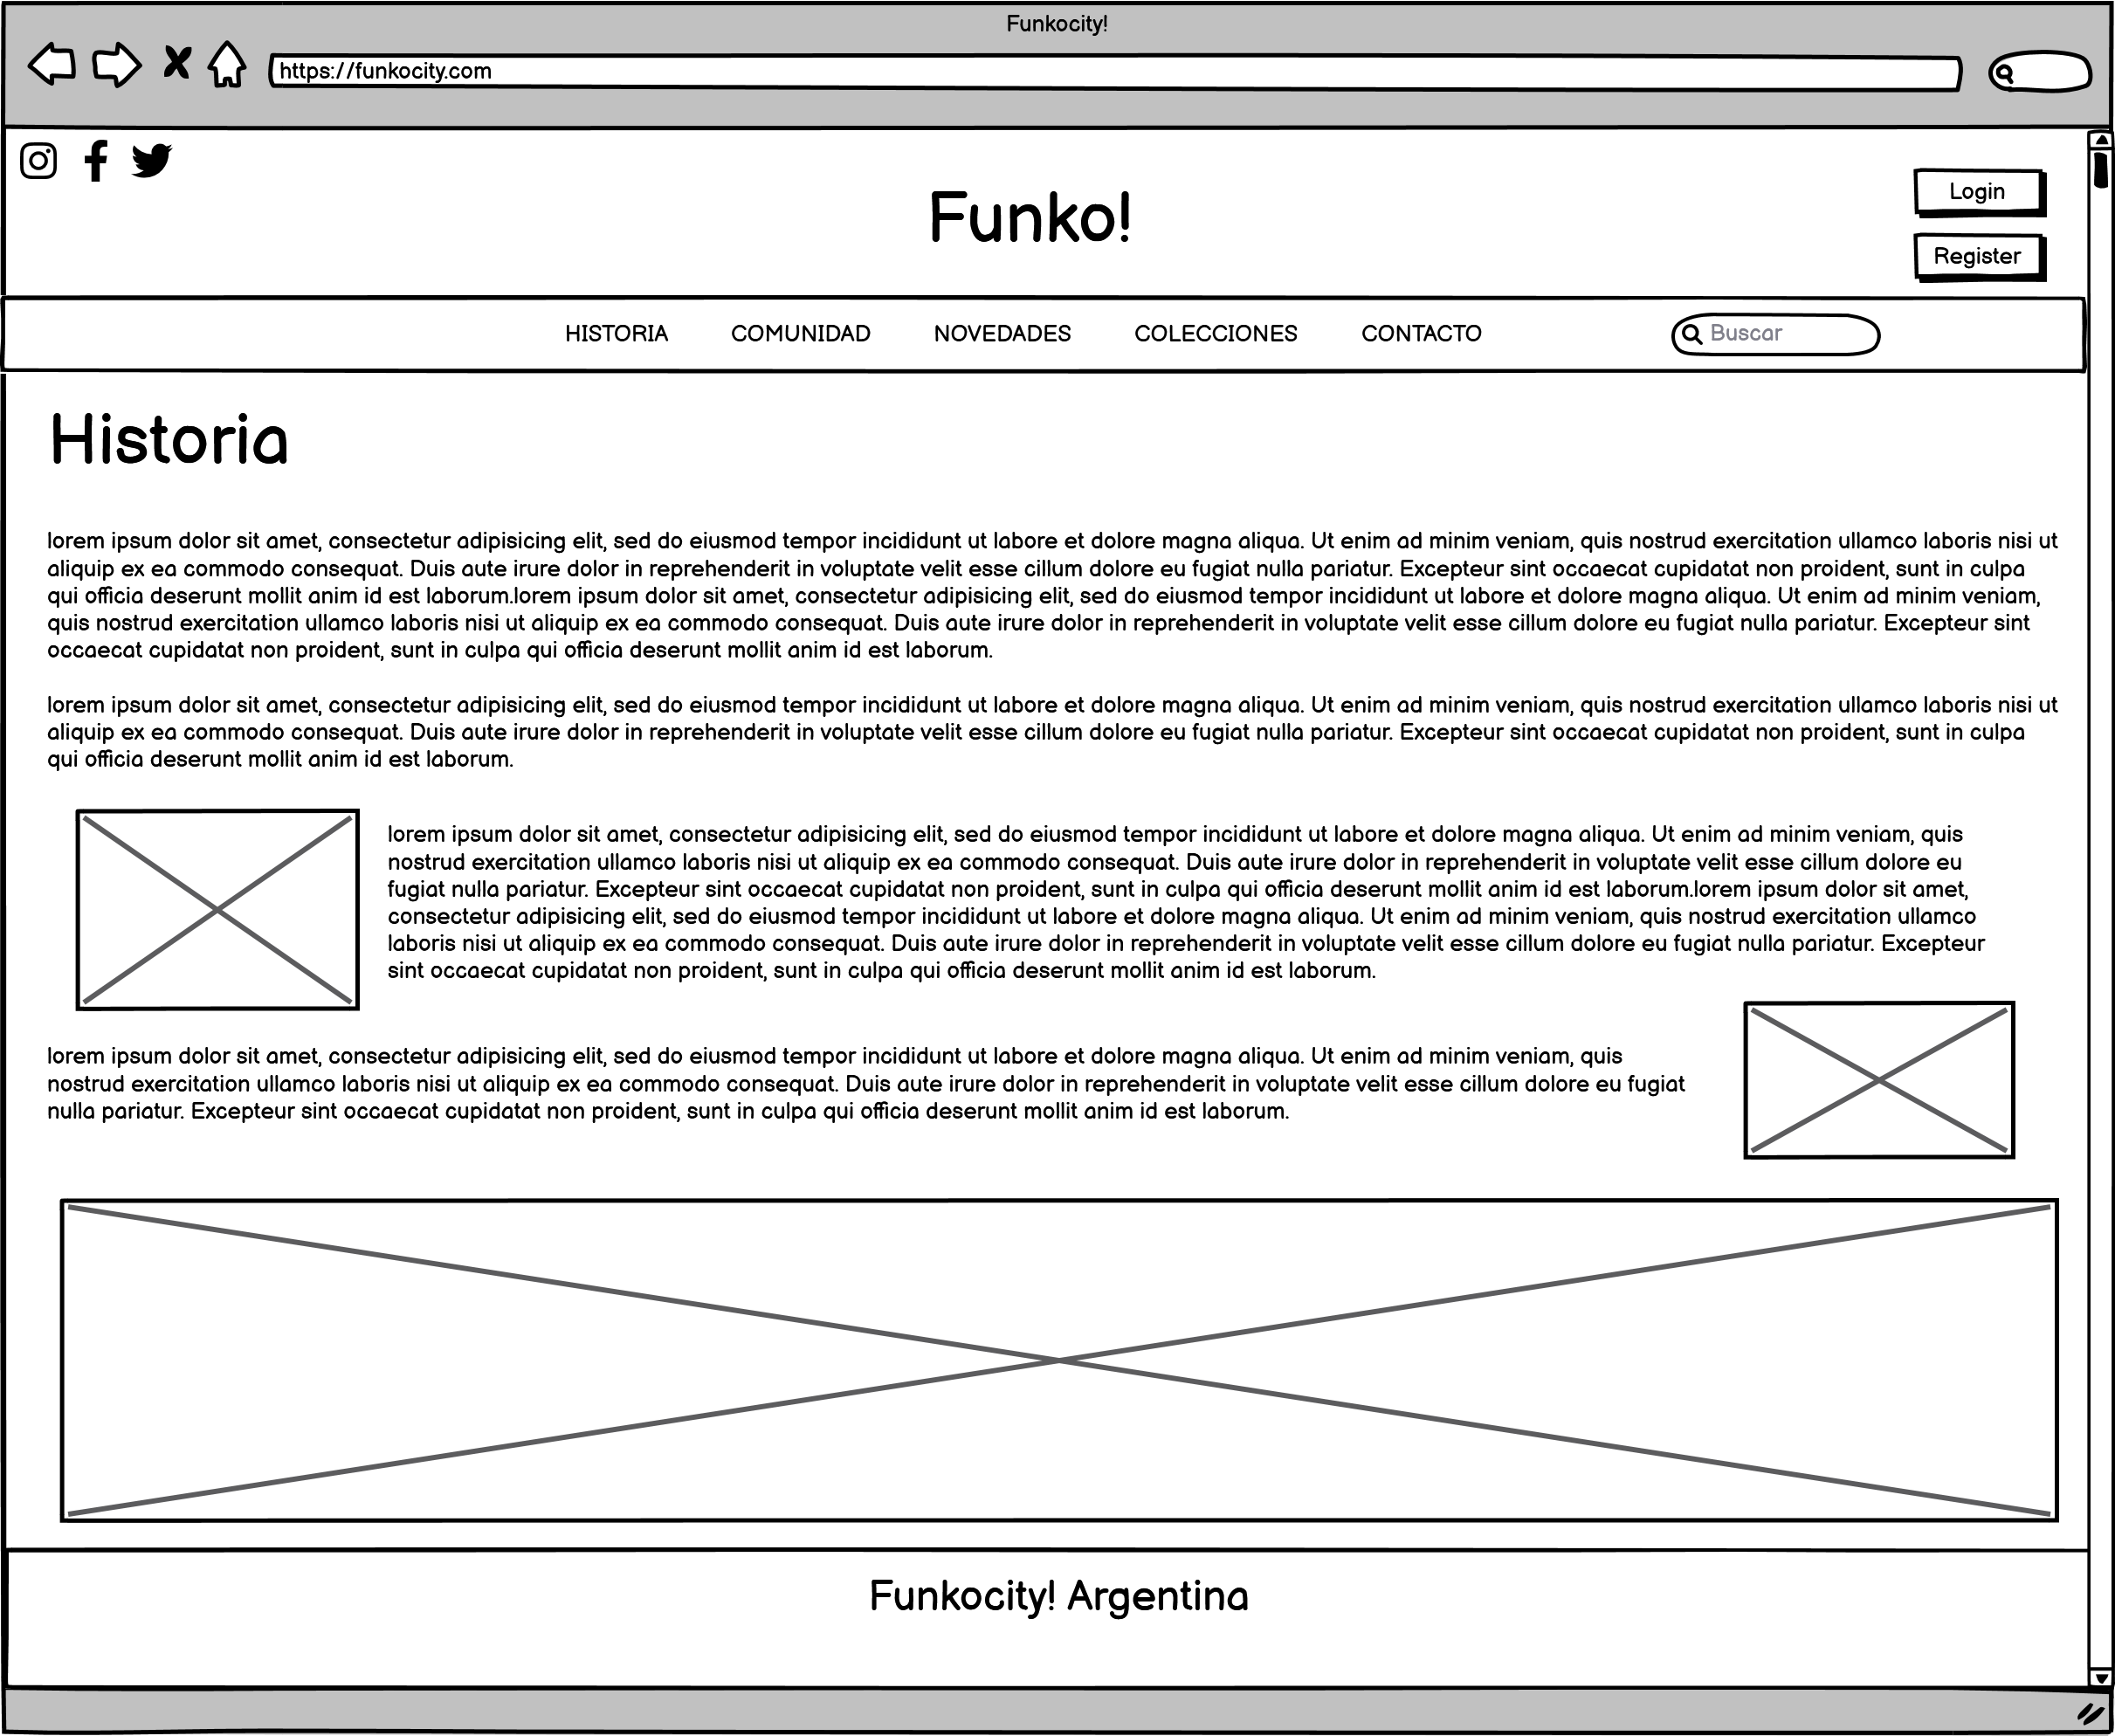 Funkocity!
https://funkocity.com
Funko!
Login
Register
HISTORIA COMUNIDAD NOVEDADES COLECCIONES CONTACTO Buscar
Historia
lorem ipsum dolor sit amet, consectetur adipisicing elit, sed do eiusmod tempor incididunt ut labore et dolore magna aliqua. Ut enim ad minim veniam, quis nostrud exercitation ullamco laboris nisi ut
aliquip ex ea commodo consequat. Duis aute irure dolor in reprehenderit in voluptate velit esse cillum dolore eu fugiat nulla pariatur. Excepteur sint occaecat cupidatat non proident, sunt in culpa
qui officia deserunt mollit anim id est laborum.lorem ipsum dolor sit amet, consectetur adipisicing elit, sed do eiusmod tempor incididunt ut labore et dolore magna aliqua. Ut enim ad minim veniam,
quis nostrud exercitation ullamco laboris nisi ut aliquip ex ea commodo consequat. Duis aute irure dolor in reprehenderit in voluptate velit esse cillum dolore eu fugiat nulla pariatur. Excepteur sint
occaecat cupidatat non proident, sunt in culpa qui officia deserunt mollit anim id est laborum.
lorem ipsum dolor sit amet, consectetur adipisicing elit, sed do eiusmod tempor incididunt ut labore et dolore magna aliqua. Ut enim ad minim veniam, quis nostrud exercitation ullamco laboris nisi ut
aliquip ex ea commodo consequat. Duis aute irure dolor in reprehenderit in voluptate velit esse cillum dolore eu fugiat nulla pariatur. Excepteur sint occaecat cupidatat non proident, sunt in culpa
qui officia deserunt mollit anim id est laborum.
lorem ipsum dolor sit amet, consectetur adipisicing elit, sed do eiusmod tempor incididunt ut labore et dolore magna aliqua. Ut enim ad minim veniam, quis
nostrud exercitation ullamco laboris nisi ut aliquip ex ea commodo consequat. Duis aute irure dolor in reprehenderit in voluptate velit esse cillum dolore eu
fugiat nulla pariatur. Excepteur sint occaecat cupidatat non proident, sunt in culpa qui officia deserunt mollit anim id est laborum.lorem ipsum dolor sit amet,
consectetur adipisicing elit, sed do eiusmod tempor incididunt ut labore et dolore magna aliqua. Ut enim ad minim veniam, quis nostrud exercitation ullamco
laboris nisi ut aliquip ex ea commodo consequat. Duis aute irure dolor in reprehenderit in voluptate velit esse cillum dolore eu fugiat nulla pariatur. Excepteur
sint occaecat cupidatat non proident, sunt in culpa qui officia deserunt mollit anim id est laborum.
lorem ipsum dolor sit amet, consectetur adipisicing elit, sed do eiusmod tempor incididunt ut labore et dolore magna aliqua. Ut enim ad minim veniam, quis
nostrud exercitation ullamco laboris nisi ut aliquip ex ea commodo consequat. Duis aute irure dolor in reprehenderit in voluptate velit esse cillum dolore eu fugiat
nulla pariatur. Excepteur sint occaecat cupidatat non proident, sunt in culpa qui officia deserunt mollit anim id est laborum.
Funkocity! Argentina